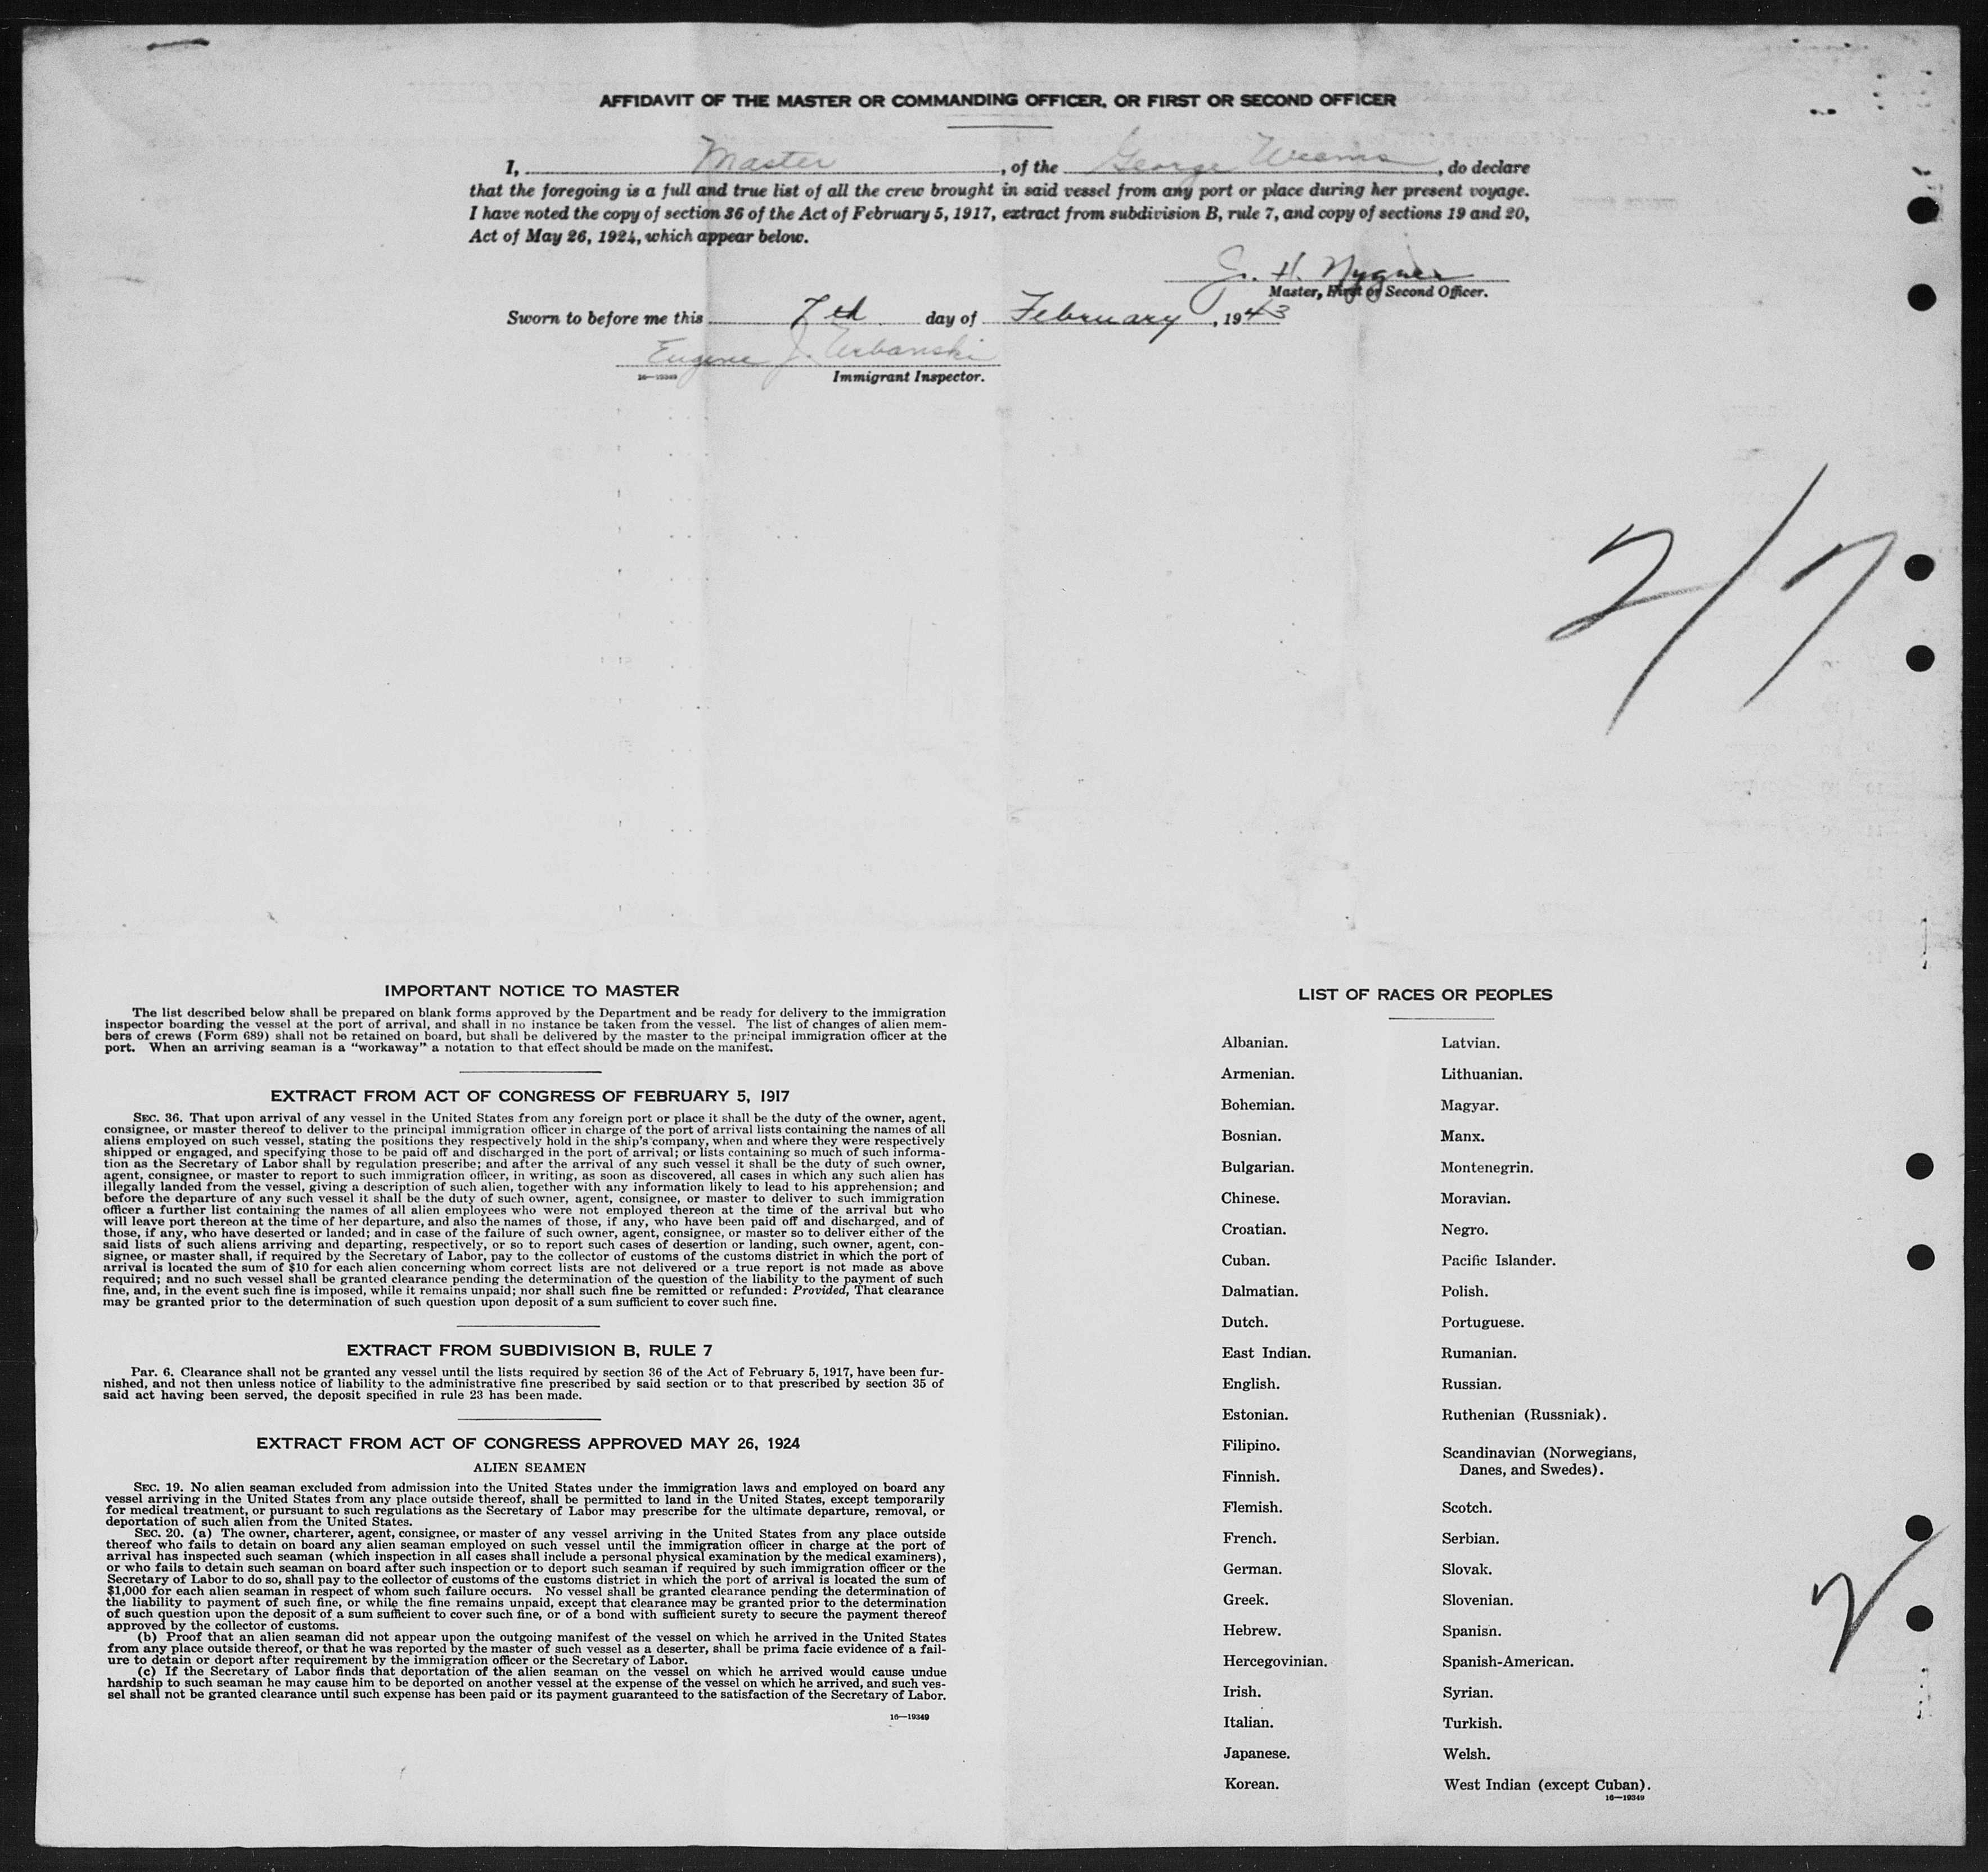 AFFIDAVIT OF THE MASTER OR COMMANDING OFFICER, OR FIRST OR SECOND OFFICER
I, Master, of the George Weems, do declare
that the foregoing is a full and true list of all the crew brought in said vessel from any port or place during her present voyage.
I have noted the copy of section 36 of the Act of February 5, 1917, extract from subdivision B, rule 7, and copy of sections 19 and 20,
Act of May 26, 1924, which appear below.
H.
Master, First or Second Officer.
Sworn to before me this 7th day of February, 1943
Eugene J. Urbanski
16—19349 Immigrant Inspector.
2/7
IMPORTANT NOTICE TO MASTER
The list described below shall be prepared on blank forms approved by the Department and be ready for delivery to the immigration
inspector boarding the vessel at the port of arrival, and shall in no instance be taken from the vessel. The list of changes of alien mem-
bers of crews (Form 689) shall not be retained on board, but shall be delivered by the master to the principal immigration officer at the
port. When an arriving seaman is a "workaway" a notation to that effect should be made on the manifest.
EXTRACT FROM ACT OF CONGRESS OF FEBRUARY 5, 1917
SEC. 36. That upon arrival of any vessel in the United States from any foreign port or place it shall be the duty of the owner, agent,
consignee, or master thereof to deliver to the principal immigration officer in charge of the port of arrival lists containing the names of all
aliens employed on such vessel, stating the positions they respectively hold in the ship's company, when and where they were respectively
shipped or engaged, and specifying those to be paid off and discharged in the port of arrival; or lists containing so much of such informa-
tion as the Secretary of Labor shall by regulation prescribe; and after the arrival of any such vessel it shall be the duty of such owner,
agent, consignee, or master to report to such immigration officer, in writing, as soon as discovered, all cases in which any such alien has
illegally landed from the vessel, giving a description of such alien, together with any information likely to lead to his apprehension; and
before the departure of any such vessel it shall be the duty of such owner, agent, consignee, or master to deliver to such immigration
officer a further list containing the names of all alien employees who were not employed thereon at the time of the arrival but who
will leave port thereon at the time of her departure, and also the names of those, if any, who have been paid off and discharged, and of
those, if any, who have deserted or landed; and in case of the failure of such owner, agent, consignee, or master so to deliver either of the
said lists of such aliens arriving and departing, respectively, or so to report such cases of desertion or landing, such owner, agent, con-
signee, or master shall, if required by the Secretary of Labor, pay to the collector of customs of the customs district in which the port of
arrival is located the sum of $10 for each alien concerning whom correct lists are not delivered or a true report is not made as above
required; and no such vessel shall be granted clearance pending the determination of the question of the liability to the payment of such
fine, and, in the event such fine is imposed, while it remains unpaid; nor shall such fine be remitted or refunded: Provided, That clearance
may be granted prior to the determination of such question upon deposit of a sum sufficient to cover such fine.
EXTRACT FROM SUBDIVISION B, RULE 7
Par. 6. Clearance shall not be granted any vessel until the lists required by section 36 of the Act of February 5, 1917, have been fur-
nished, and not then unless notice of liability to the administrative fine prescribed by said section or to that prescribed by section 35 of
said act having been served, the deposit specified in rule 23 has been made.
EXTRACT FROM ACT OF CONGRESS APPROVED MAY 26, 1924
ALIEN SEAMEN
SEC. 19. No alien seaman excluded from admission into the United States under the immigration laws and employed on board any
vessel arriving in the United States from any place outside thereof, shall be permitted to land in the United States, except temporarily
for medical treatment, or pursuant to such regulations as the Secretary of Labor may prescribe for the ultimate departure, removal, or
deportation of such alien from the United States.
SEC. 20. (a) The owner, charterer, agent, consignee, or master of any vessel arriving in the United States from any place outside
thereof who fails to detain on board any alien seaman employed on such vessel until the immigration officer in charge at the port of
arrival has inspected such seaman (which inspection in all cases shall include a personal physical examination by the medical examiners),
or who fails to detain such seaman on board after such inspection or to deport such seaman if required by such immigration officer or the
Secretary of Labor to do so, shall pay to the collector of customs of the customs district in which the port of arrival is located the sum of
$1,000 for each alien seaman in respect of whom such failure occurs. No vessel shall be granted clearance pending the determination of
the liability to payment of such fine, or while the fine remains unpaid, except that clearance may be granted prior to the determination
of such question upon the deposit of a sum sufficient to cover such fine, or of a bond with sufficient surety to secure the payment thereof
approved by the collector of customs.
(b) Proof that an alien seaman did not appear upon the outgoing manifest of the vessel on which he arrived in the United States
from any place outside thereof, or that he was reported by the master of such vessel as a deserter, shall be prima facie evidence of a fail-
ure to detain or deport after requirement by the immigration officer or the Secretary of Labor.
(c) If the Secretary of Labor finds that deportation of the alien seaman on the vessel on which he arrived would cause undue
hardship to such seaman he may cause him to be deported on another vessel at the expense of the vessel on which he arrived, and such ves-
sel shall not be granted clearance until such expense has been paid or its payment guaranteed to the satisfaction of the Secretary of Labor.
16—19349
LIST OF RACES OR PEOPLES
Albanian.
Armenian.
Bohemian.
Bosnian.
Bulgarian.
Chinese.
Croatian.
Cuban.
Dalmatian.
Dutch.
East Indian.
English.
Estonian.
Filipino.
Finnish.
Flemish.
French.
German.
Greek.
Hebrew.
Hercegovinian.
Irish.
Italian.
Japanese.
Korean.
Latvian.
Lithuanian.
Magyar.
Manx.
Montenegrin.
Moravian.
Negro.
Pacific Islander.
Polish.
Portuguese.
Rumanian.
Russian.
Ruthenian (Russniak).
Scandinavian (Norwegians,
Danes, and Swedes).
Scotch.
Serbian.
Slovak.
Slovenian.
Spanish.
Spanish-American.
Syrian.
Turkish.
Welsh.
West Indian (except Cuban).
16—19349